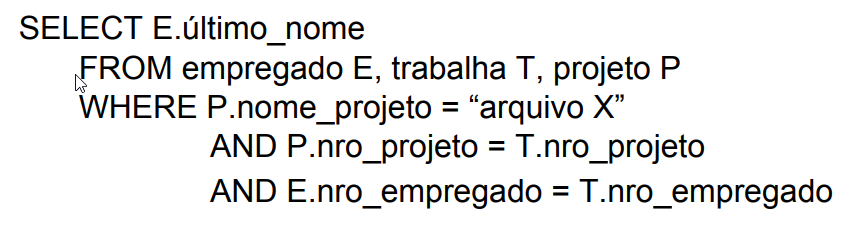 SELECT E.último_nome
FROM empregado E, trabalha T, projeto P
WHERE P.nome_projeto = “arquivo X”
AND P.nro_projeto = T.nro_projeto
AND E.nro_empregado = T.nro_empregado